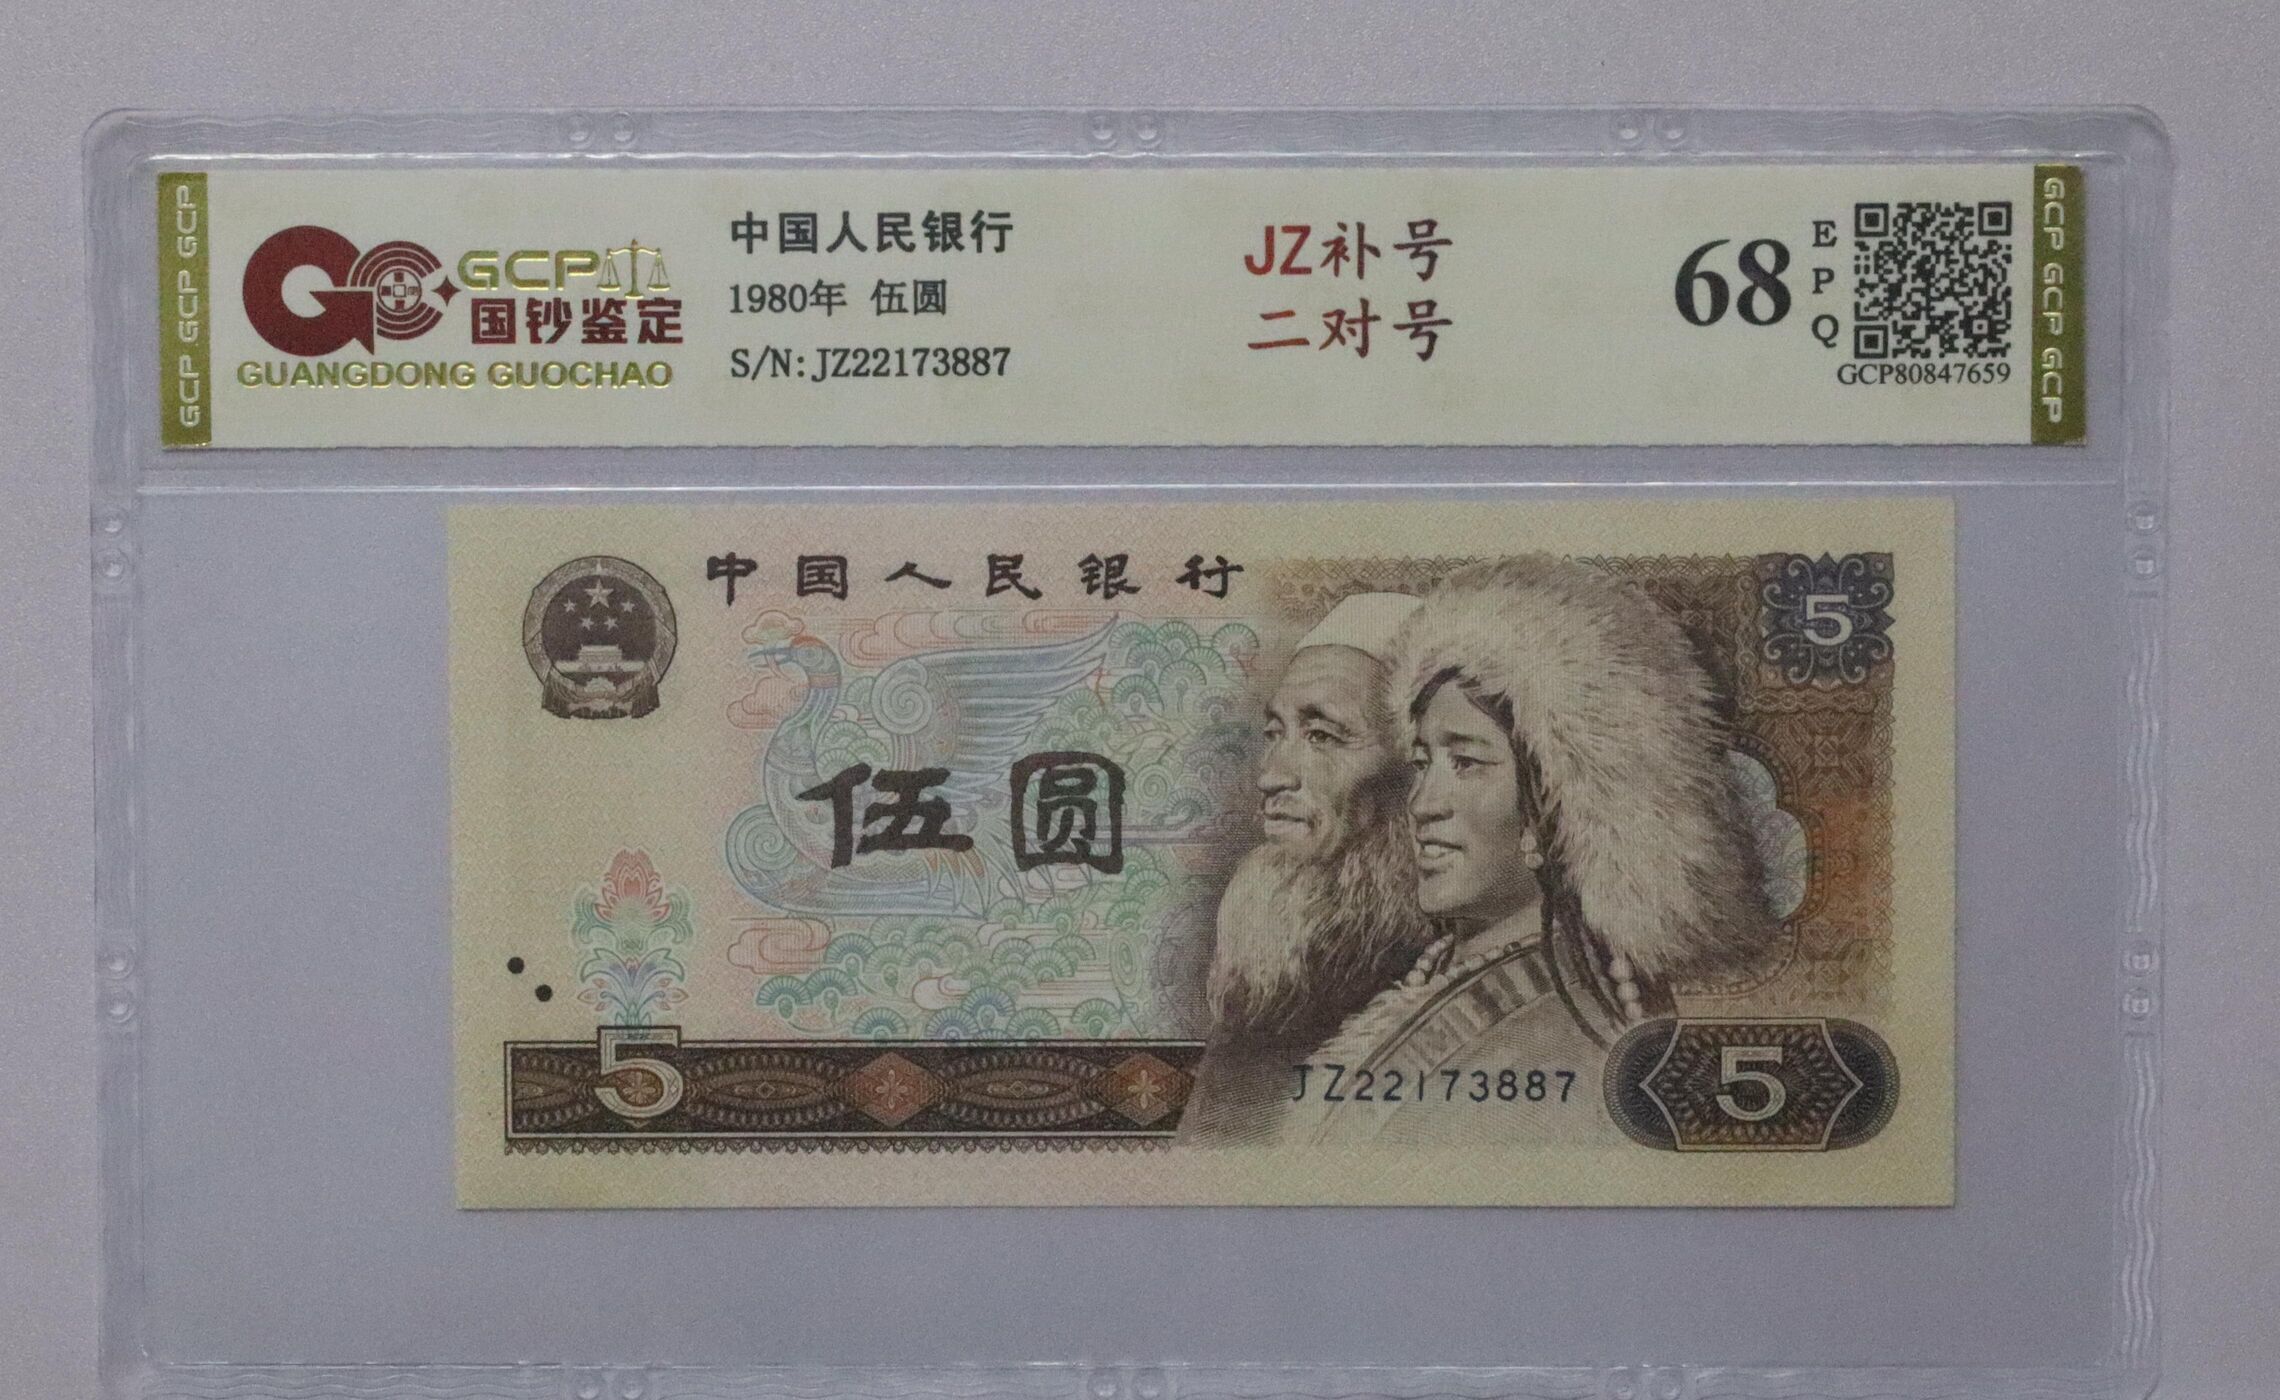 GCP GCP GCP
GCP
国钞鉴定
GUANGDONG GUOCHAO
中国人民银行
1980年 伍圆
S/N: JZ22173887
JZ补号
二对号
68
EPQ
GCP80847659
GCP GCP GCP
中国人民银行
5
伍圆
5
JZ22173887
5